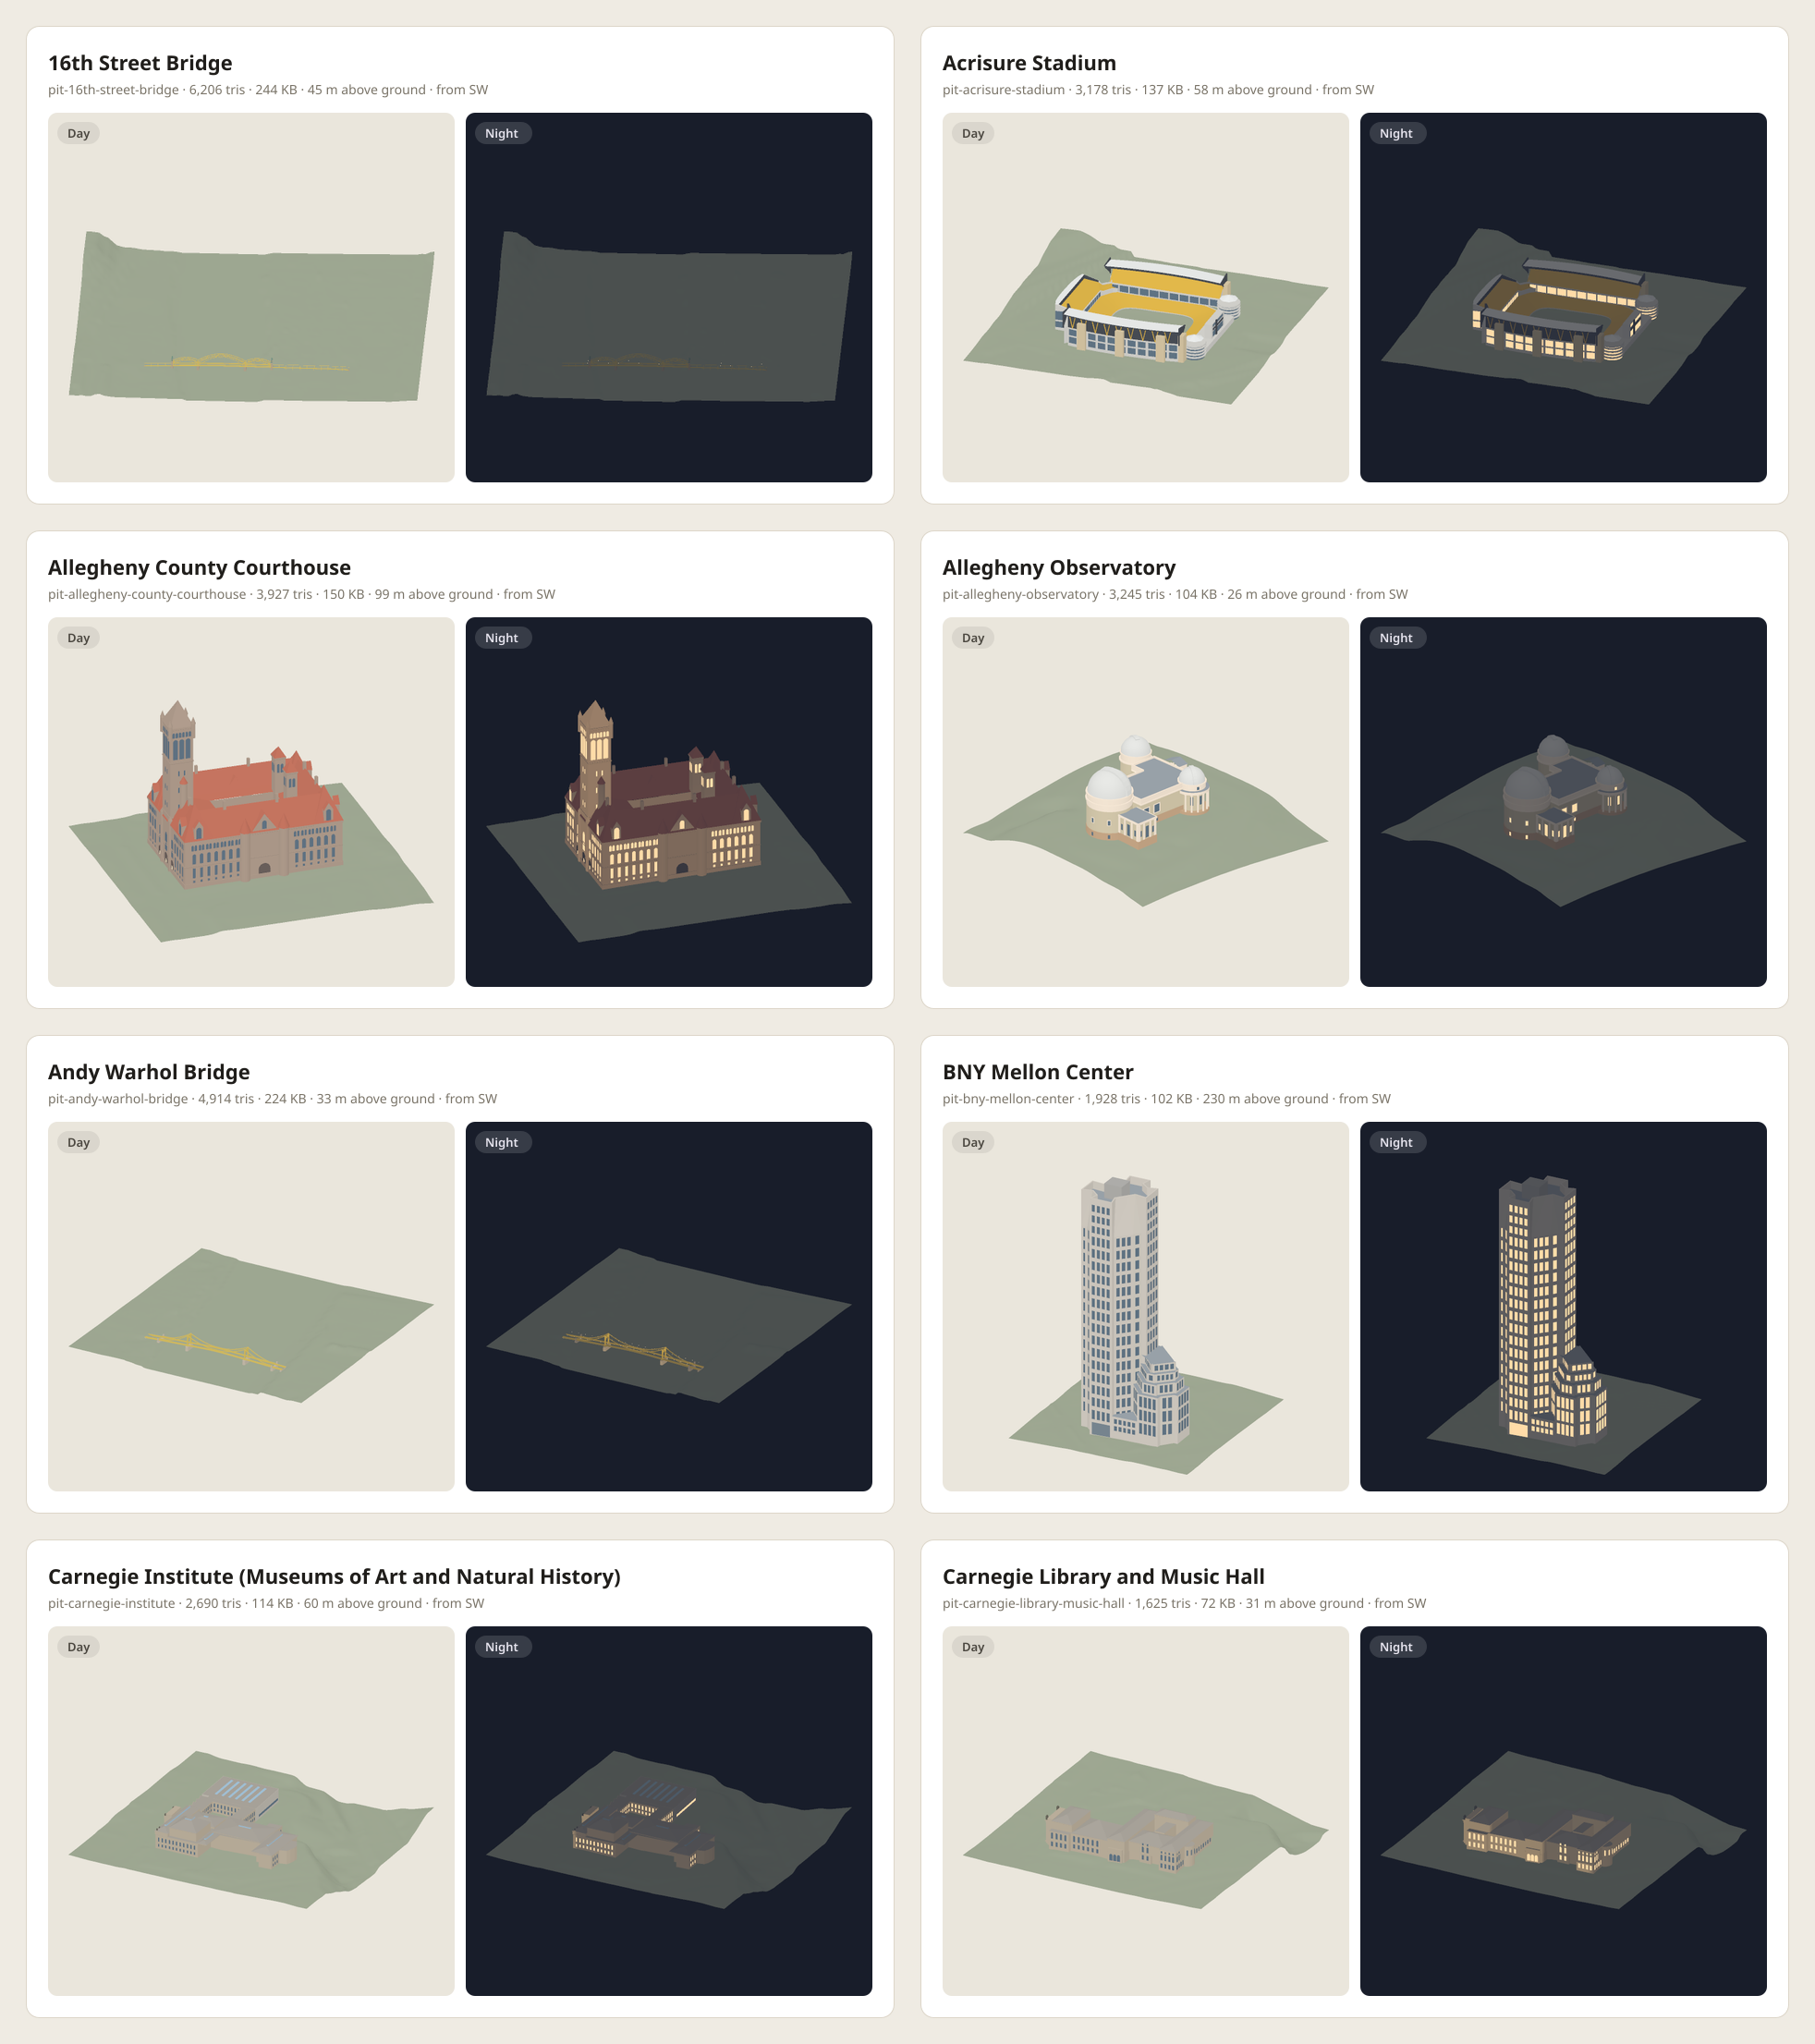 16th Street Bridge
pit-16th-street-bridge · 6,206 tris · 244 KB · 45 m above ground · from SW
Day
Night
Acrisure Stadium
pit-acrisure-stadium · 3,178 tris · 137 KB · 58 m above ground · from SW
Day
Night
Allegheny County Courthouse
pit-allegheny-county-courthouse · 3,927 tris · 150 KB · 99 m above ground · from SW
Day
Night
Allegheny Observatory
pit-allegheny-observatory · 3,245 tris · 104 KB · 26 m above ground · from SW
Day
Night
Andy Warhol Bridge
pit-andy-warhol-bridge · 4,914 tris · 224 KB · 33 m above ground · from SW
Day
Night
BNY Mellon Center
pit-bny-mellon-center · 1,928 tris · 102 KB · 230 m above ground · from SW
Day
Night
Carnegie Institute (Museums of Art and Natural History)
pit-carnegie-institute · 2,690 tris · 114 KB · 60 m above ground · from SW
Day
Night
Carnegie Library and Music Hall
pit-carnegie-library-music-hall · 1,625 tris · 72 KB · 31 m above ground · from SW
Day
Night